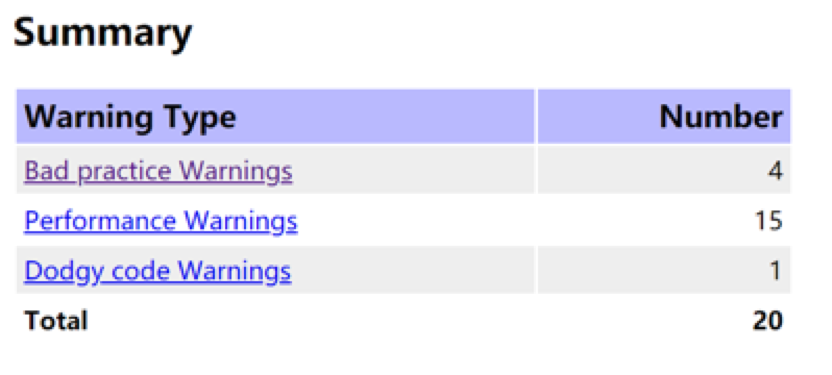 Summary
Warning Type Number
Bad practice Warnings 4
Performance Warnings 15
Dodgy code Warnings 1
Total 20